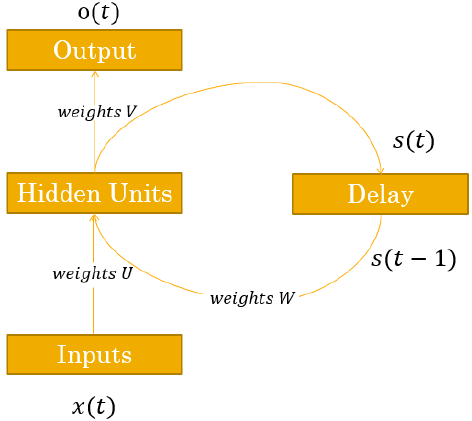 o(t)
Output
weights V
s(t)
Hidden Units
Delay
s(t − 1)
weights U
weights W
Inputs
x(t)